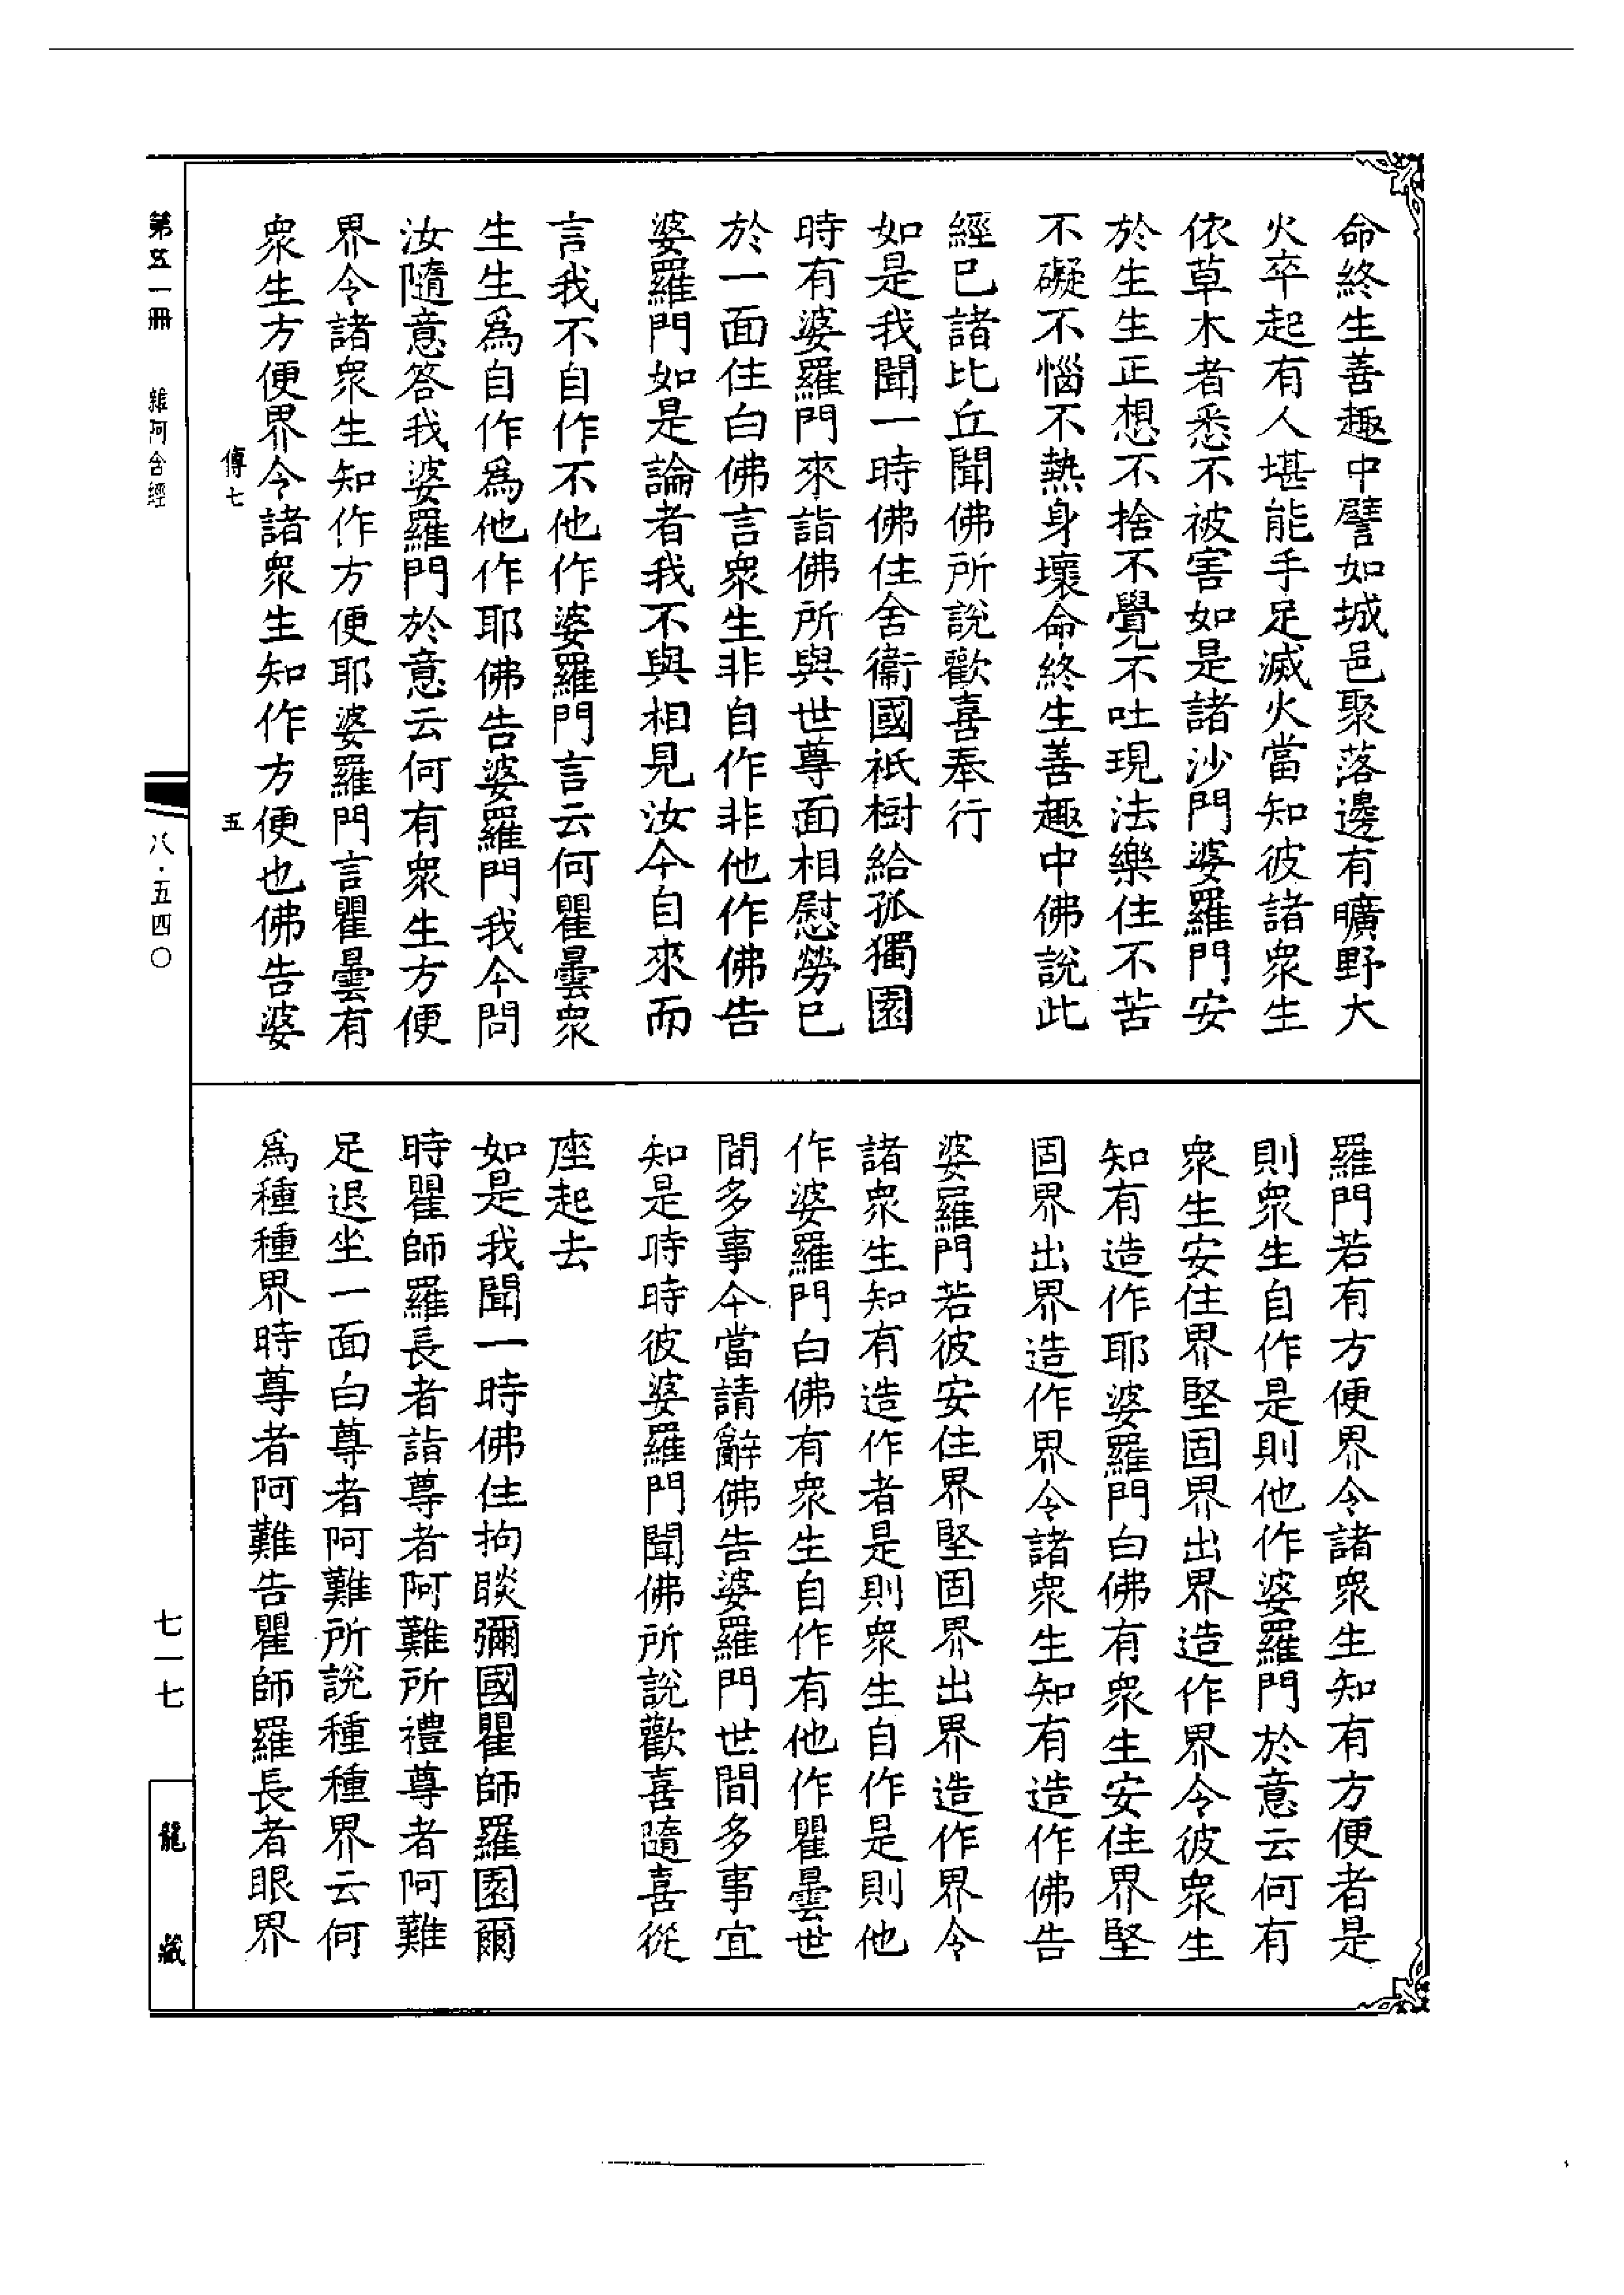 命終生善趣中譬如城邑聚落邊有曠野大
火卒起有人堪能手足滅火當知彼諸衆生
依草木者悉不被害如是諸沙門婆羅門安
於生生正想不捨不覺不吐現法樂住不苦
不礙不惱不熱身壞命終生善趣中佛說此
經已諸比丘聞佛所說歡喜奉行
如是我聞一時佛住舍衞國祇樹給孤獨園
時有婆羅門來詣佛所與世尊面相慰勞已
於一面住白佛言衆生非自作非他作佛告
婆羅門如是論者我不與相見汝今自來而
言我不自作不他作婆羅門言云何瞿曇衆
生生爲自作爲他作耶佛告婆羅門我今問
汝隨意答我婆羅門於意云何有衆生方便
界令諸衆生知作方便耶婆羅門言瞿曇有
衆生方便界令諸衆生知作方便也佛告婆
傳七
五
羅門若有方便界令諸衆生知有方便者是
則衆生自作是則他作婆羅門於意云何有
衆生安住界堅固界出界造作界令彼衆生
知有造作耶婆羅門白佛有衆生安住界堅
固界出界造作界令諸衆生知有造作佛告
婆羅門若彼安住界堅固界出界造作界令
諸衆生知有造作者是則衆生自作是則他
作婆羅門白佛有衆生自作有他作瞿曇世
間多事今當請辭佛告婆羅門世間多事宜
知是時時彼婆羅門聞佛所說歡喜隨喜從
座起去
如是我聞一時佛住拘睒彌國瞿師羅園爾
時瞿師羅長者詣尊者阿難所禮尊者阿難
足退坐一面白尊者阿難所說種種界云何
爲種種界時尊者阿難告瞿師羅長者眼界
第五一冊 雜阿含經
八·五四〇
七一七
龍藏